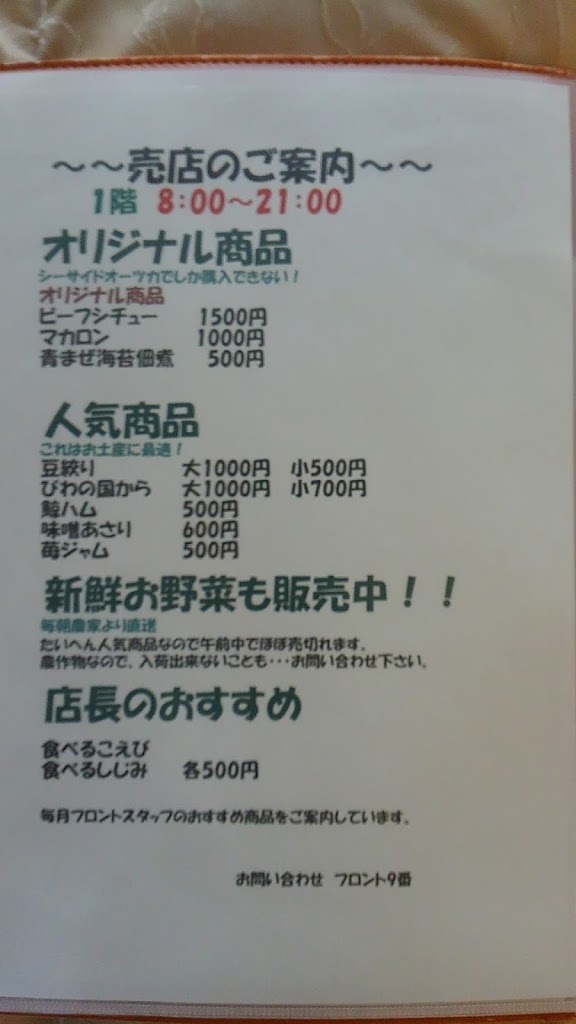 ～～売店のご案内～～
1階 8：00～21：00
オリジナル商品
シーサイドオーツカでしか購入できない！
オリジナル商品
ビーフシチュー 1500円
マカロン 1000円
青まぜ海苔佃煮 500円
人気商品
これはお土産に最適！
豆絞り 大1000円 小500円
びわの国から 大1000円 小700円
鯨ハム 500円
味噌あさり 600円
苺ジャム 500円
新鮮お野菜も販売中！！
毎朝農家より直送
たいへん人気商品なので午前中でほぼ売切れます。
農作物なので、入荷出来ないことも・・・お問い合わせ下さい。
店長のおすすめ
食べるこえび
食べるしじみ 各500円
毎月フロントスタッフのおすすめ商品をご案内しています。
お問い合わせ フロント9番